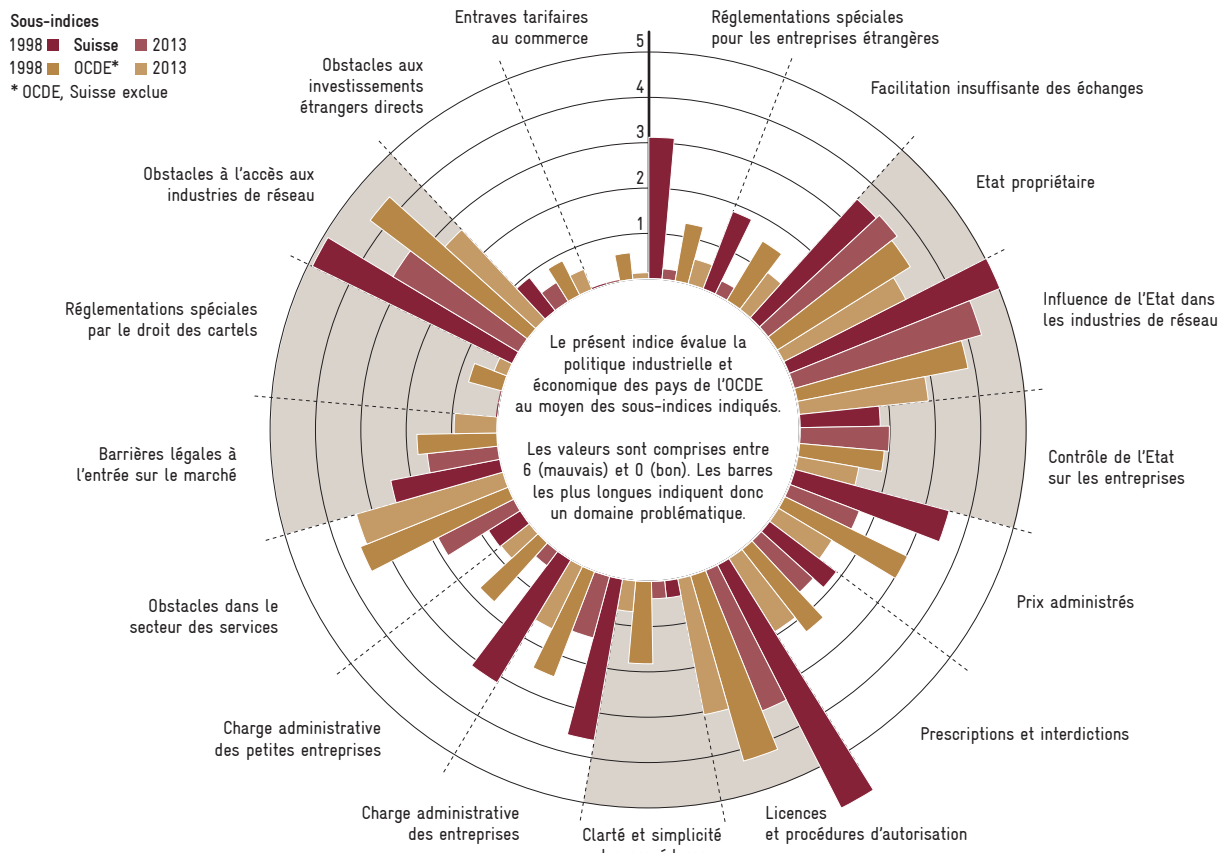 Sous-indices
1998 Suisse 2013
1998 OCDE* 2013
* OCDE, Suisse exclue
Entraves tarifaires
au commerce
Réglementations spéciales
pour les entreprises étrangères
Facilitation insuffisante des échanges
Etat propriétaire
Influence de l'Etat dans
les industries de réseau
Contrôle de l'Etat
sur les entreprises
Prix administrés
Prescriptions et interdictions
Licences
et procédures d'autorisation
Clarté et simplicité
Charge administrative
des entreprises
Charge administrative
des petites entreprises
Obstacles dans le
secteur des services
Barrières légales à
l'entrée sur le marché
Réglementations spéciales
par le droit des cartels
Obstacles à l'accès aux
industries de réseau
Obstacles aux
investissements
étrangers directs
5
4
3
2
1
Le présent indice évalue la
politique industrielle et
économique des pays de l'OCDE
au moyen des sous-indices indiqués.
Les valeurs sont comprises entre
6 (mauvais) et 0 (bon). Les barres
les plus longues indiquent donc
un domaine problématique.